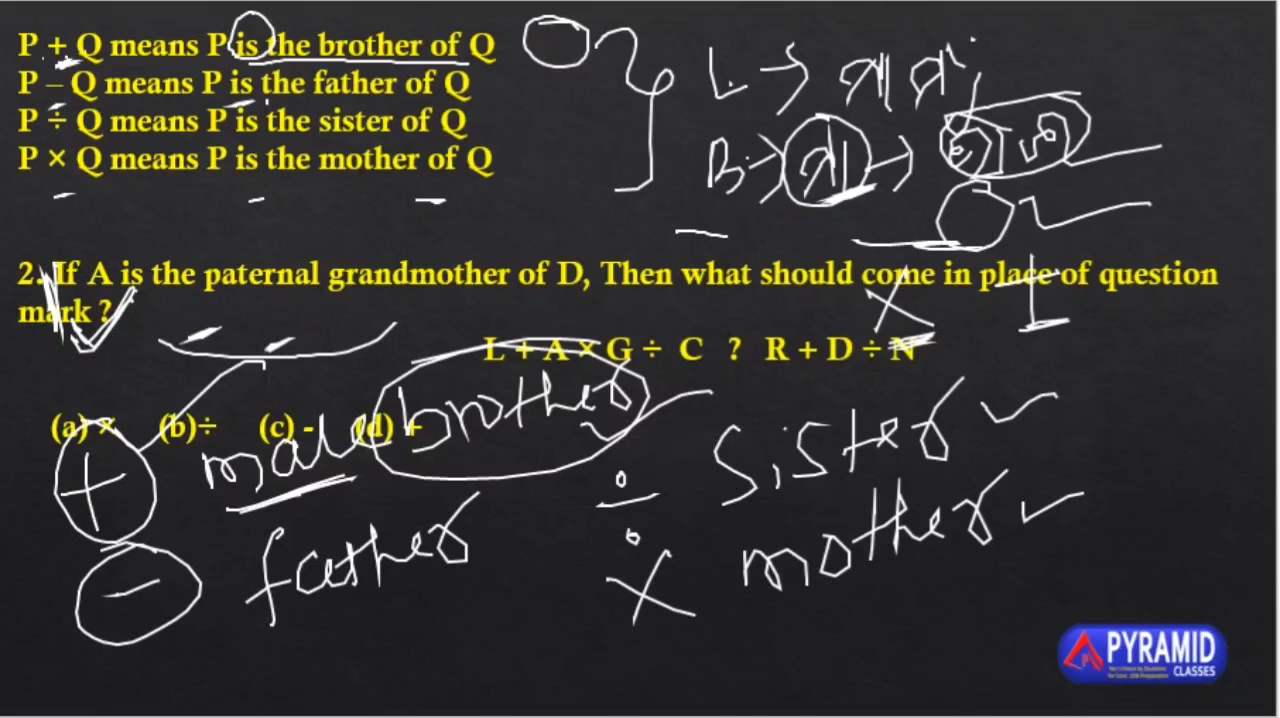 P + Q means P is the brother of Q
P – Q means P is the father of Q
P ÷ Q means P is the sister of Q
P × Q means P is the mother of Q
L →
B →
2. If A is the paternal grandmother of D, Then what should come in place of question
mark ?
× +
L + A × G ÷ C ? R + D ÷ N
(a) × (b)÷ (c) - (d) +
+ male brother ÷ sister
– father × mother
PYRAMID
CLASSES